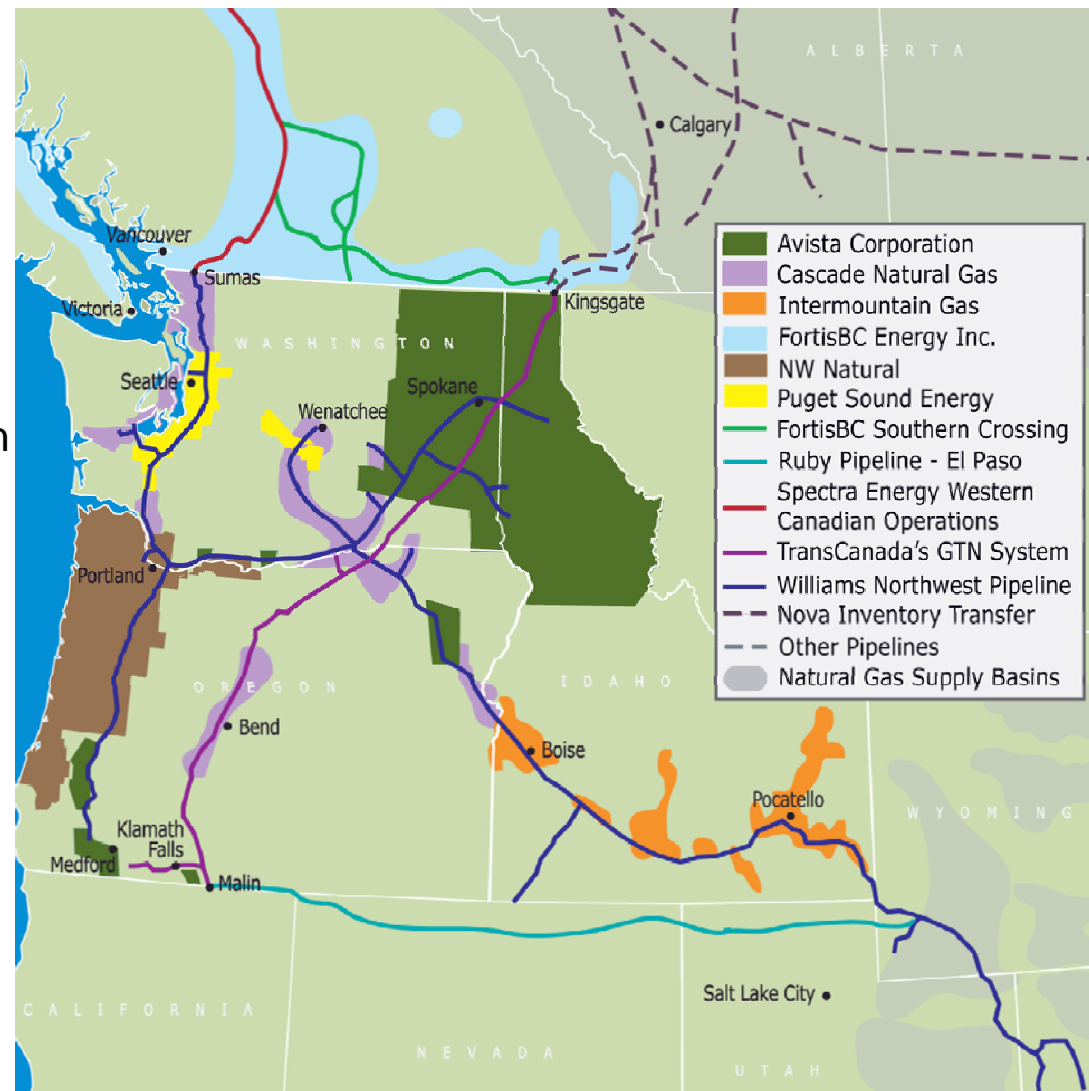 ALBERTA
Calgary
Vancouver
Sumas
Kingsgate
Victoria
WASHINGTON
Seattle
Spokane
Wenatchee
n
Portland
OREGON
IDAHO
Bend
Boise
Pocatello
WYOMING
Klamath
Falls
Medford
Malin
Salt Lake City
CALIFORNIA
NEVADA
UTAH
Avista Corporation
Cascade Natural Gas
Intermountain Gas
FortisBC Energy Inc.
NW Natural
Puget Sound Energy
FortisBC Southern Crossing
Ruby Pipeline - El Paso
Spectra Energy Western
Canadian Operations
TransCanada's GTN System
Williams Northwest Pipeline
Nova Inventory Transfer
Other Pipelines
Natural Gas Supply Basins